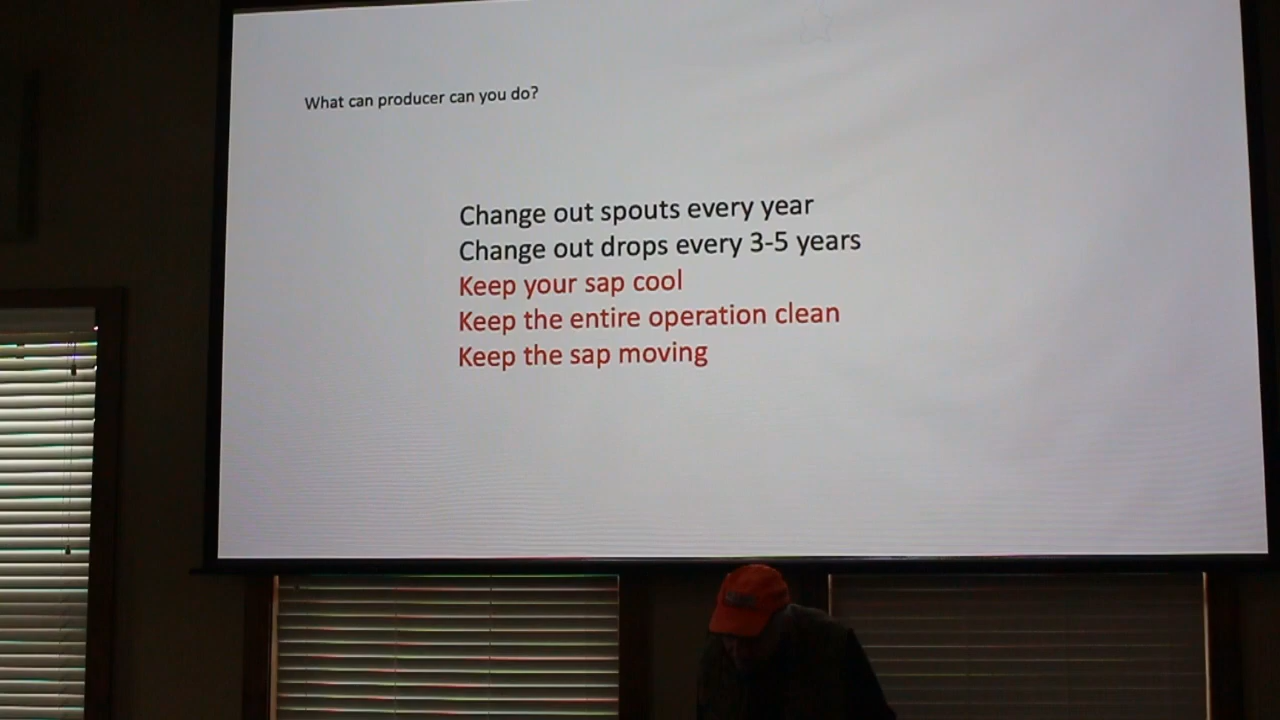 What can producer can you do?
Change out spouts every year
Change out drops every 3-5 years
Keep your sap cool
Keep the entire operation clean
Keep the sap moving